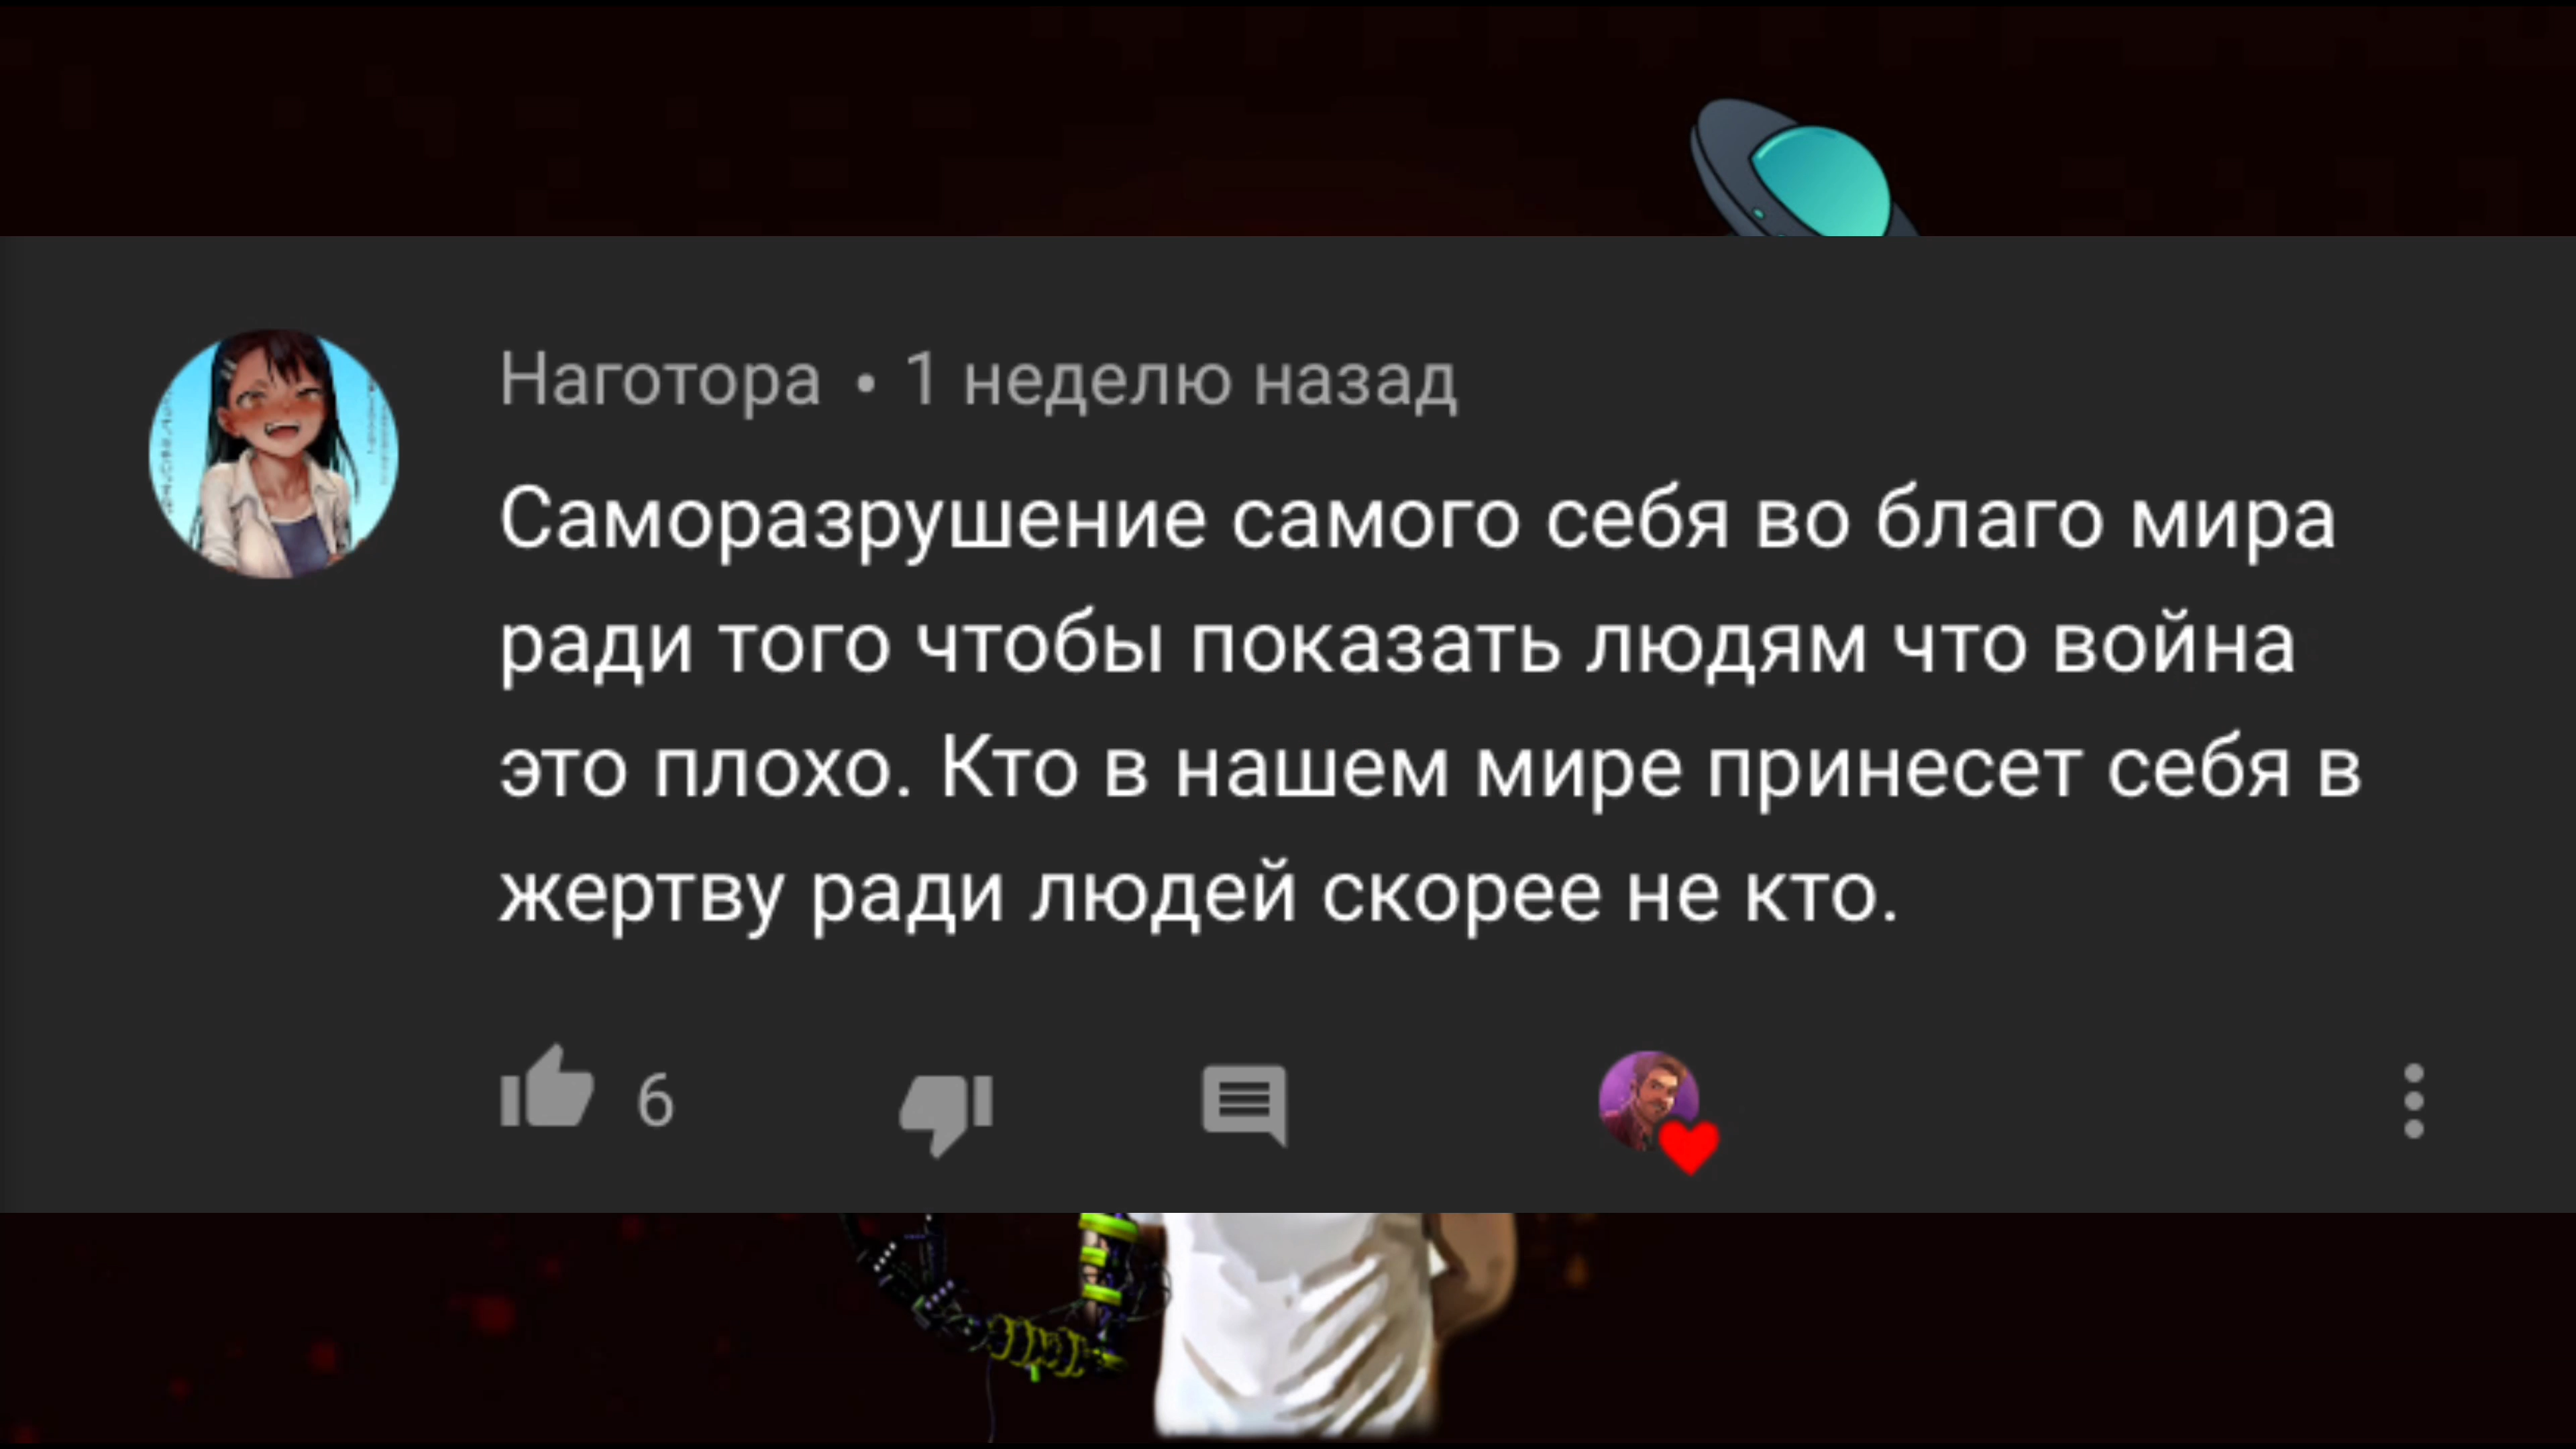 Наготора • 1 неделю назад
Саморазрушение самого себя во благо мира
ради того чтобы показать людям что война
это плохо. Кто в нашем мире принесет себя в
жертву ради людей скорее не кто.
6